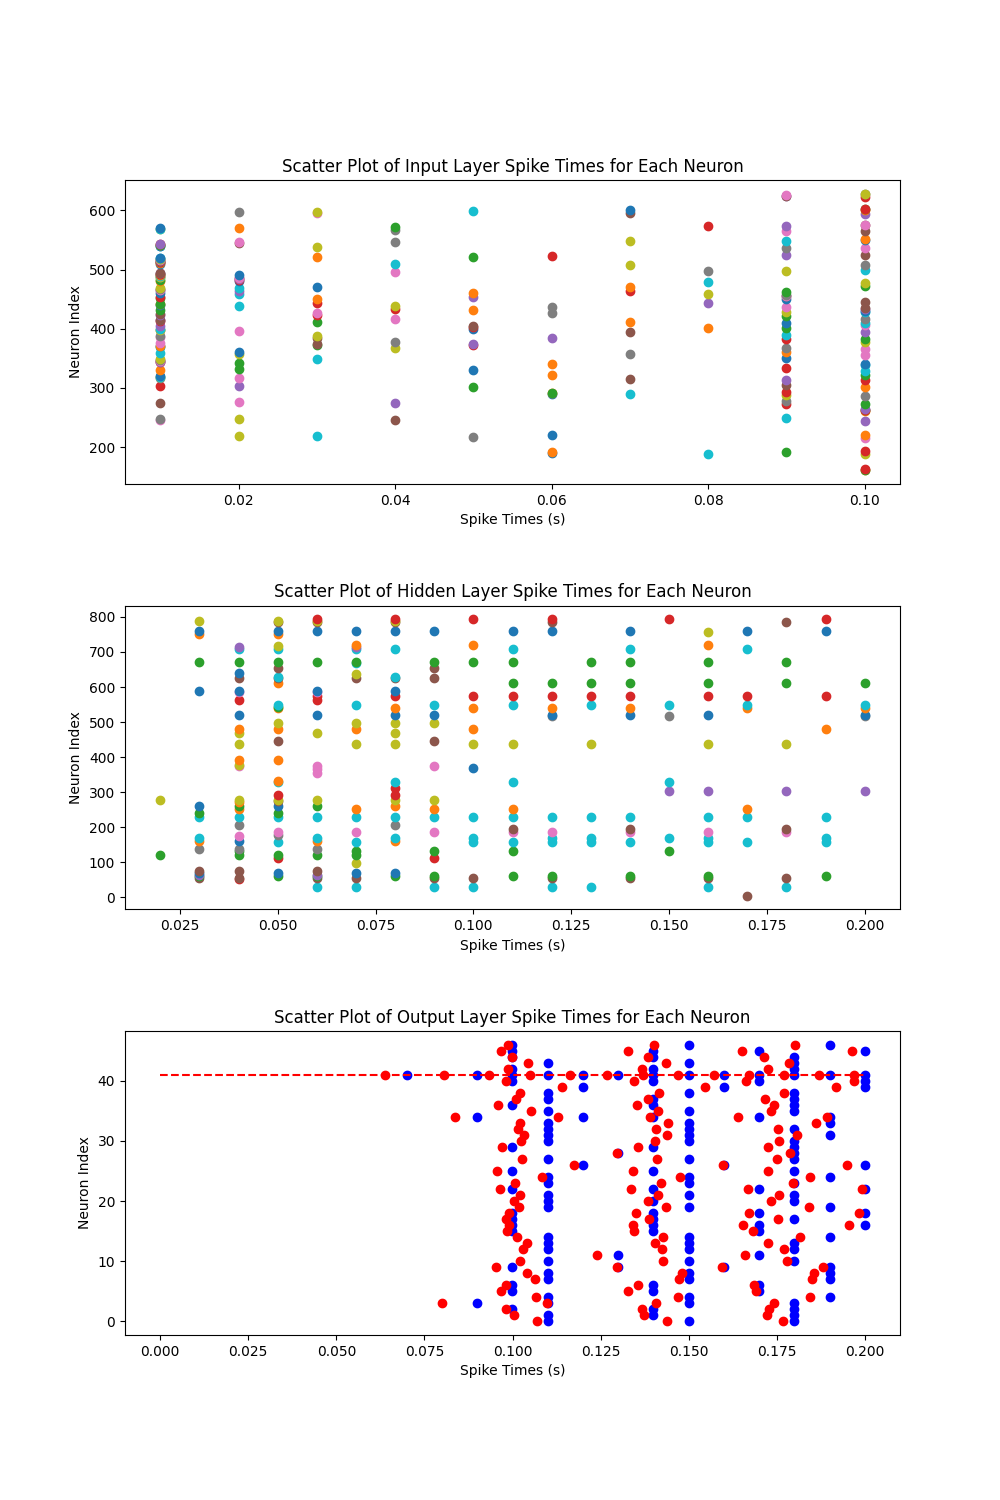 Scatter Plot of Input Layer Spike Times for Each Neuron
Neuron Index
600
500
400
300
200
0.02 0.04 0.06 0.08 0.10
Spike Times (s)
Scatter Plot of Hidden Layer Spike Times for Each Neuron
Neuron Index
800
700
600
500
400
300
200
100
0
0.025 0.050 0.075 0.100 0.125 0.150 0.175 0.200
Spike Times (s)
Scatter Plot of Output Layer Spike Times for Each Neuron
Neuron Index
40
30
20
10
0
0.000 0.025 0.050 0.075 0.100 0.125 0.150 0.175 0.200
Spike Times (s)